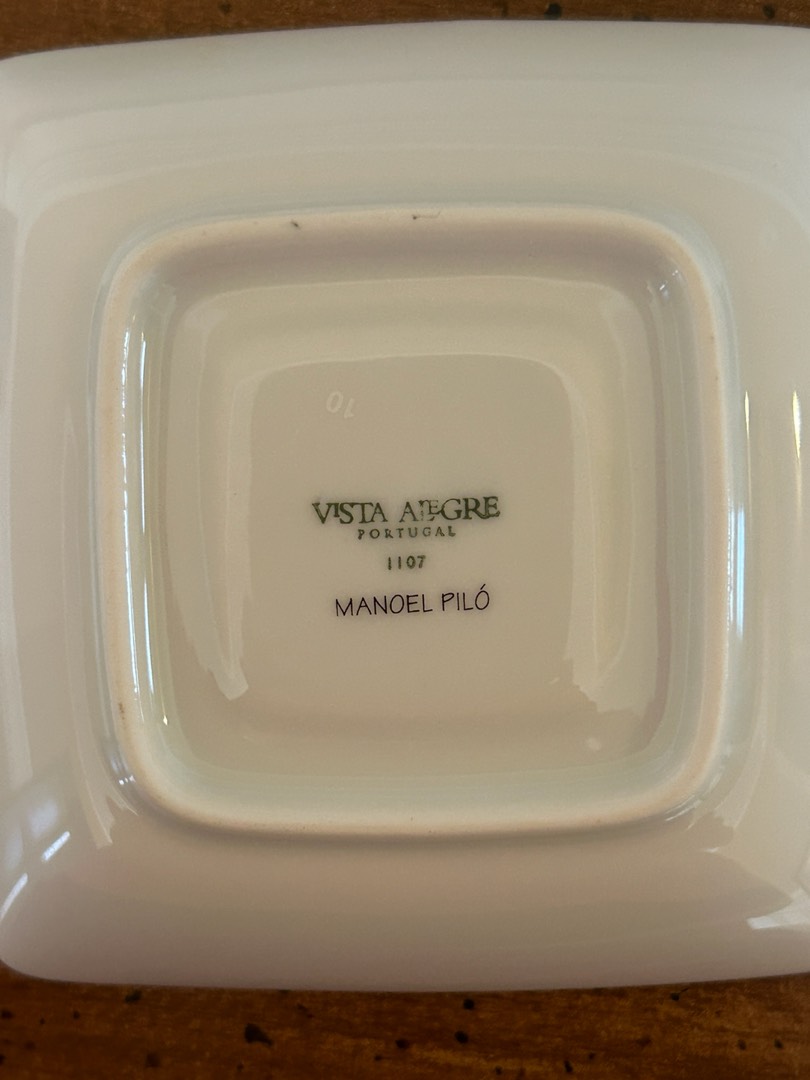 10
VISTA ALEGRE
PORTUGAL
1107
MANOEL PILÓ